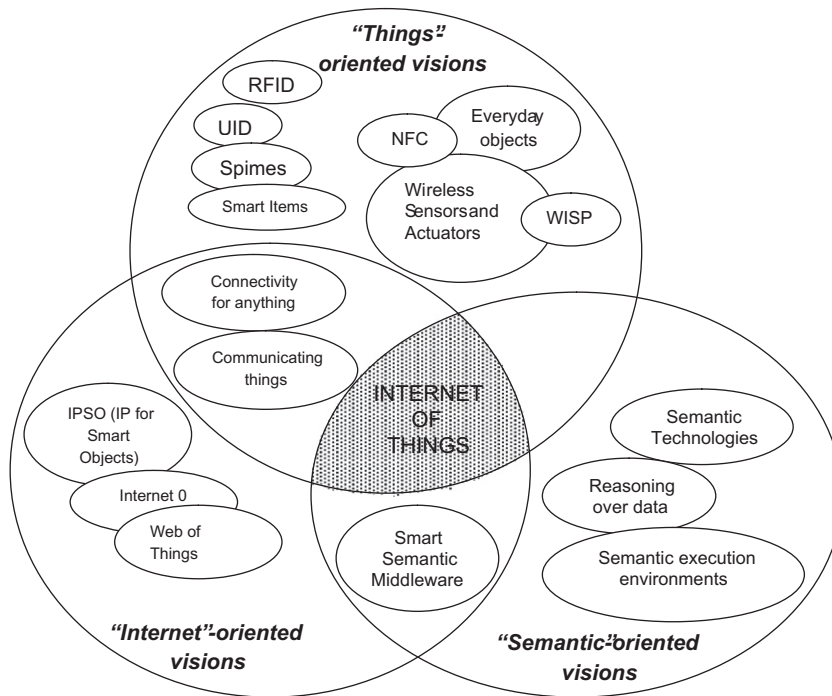 “Things”-
oriented visions
RFID
UID
Spimes
Smart Items
Everyday
objects
NFC
Wireless
Sensors and
Actuators
WISP
Connectivity
for anything
Communicating
things
INTERNET
OF
THINGS
IPSO (IP for
Smart
Objects)
Internet 0
Web of
Things
Semantic
Technologies
Reasoning
over data
Semantic execution
environments
Smart
Semantic
Middleware
“Internet”-oriented
visions
“Semantic”-oriented
visions